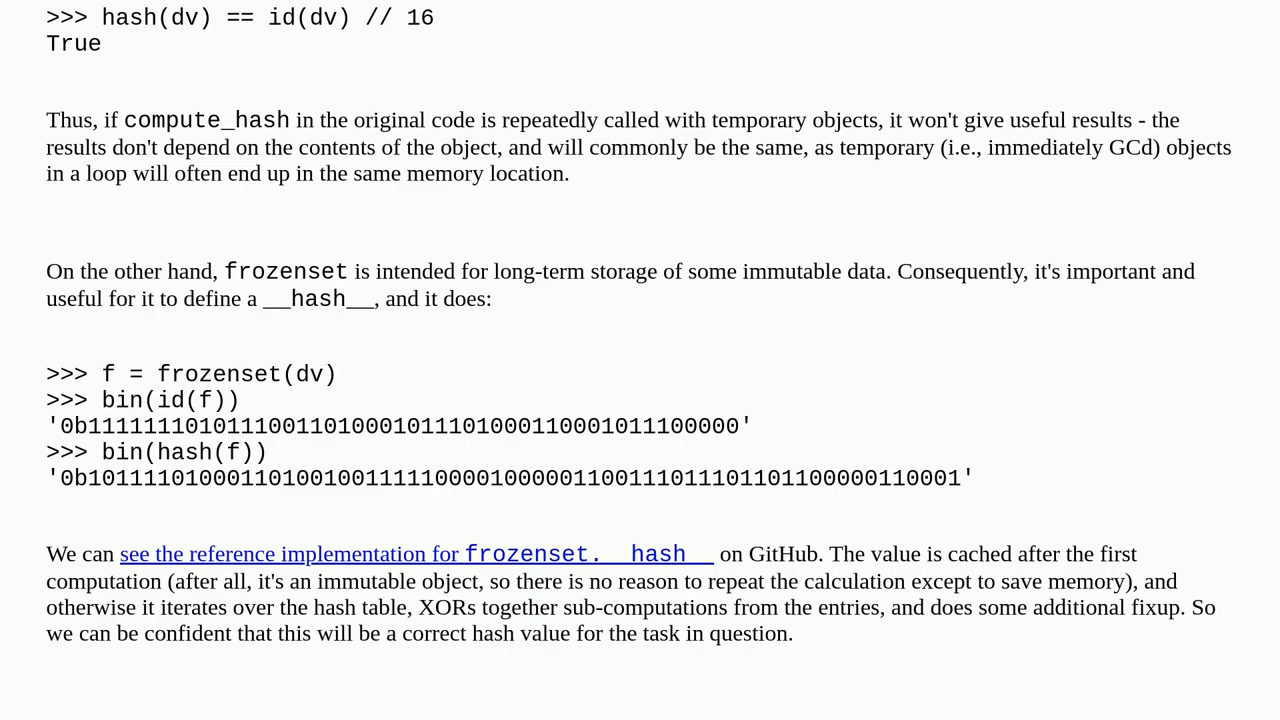 >>> hash(dv) == id(dv) // 16
True
Thus, if compute_hash in the original code is repeatedly called with temporary objects, it won't give useful results - the
results don't depend on the contents of the object, and will commonly be the same, as temporary (i.e., immediately GCd) objects
in a loop will often end up in the same memory location.
On the other hand, frozenset is intended for long-term storage of some immutable data. Consequently, it's important and
useful for it to define a __hash__, and it does:
>>> f = frozenset(dv)
>>> bin(id(f))
'0b11111110101110011010001011101000110001011100000'
>>> bin(hash(f))
'0b101111010001101001001111100001000001100111011101101100000110001'
We can see the reference implementation for frozenset.__hash__ on GitHub. The value is cached after the first
computation (after all, it's an immutable object, so there is no reason to repeat the calculation except to save memory), and
otherwise it iterates over the hash table, XORs together sub-computations from the entries, and does some additional fixup. So
we can be confident that this will be a correct hash value for the task in question.